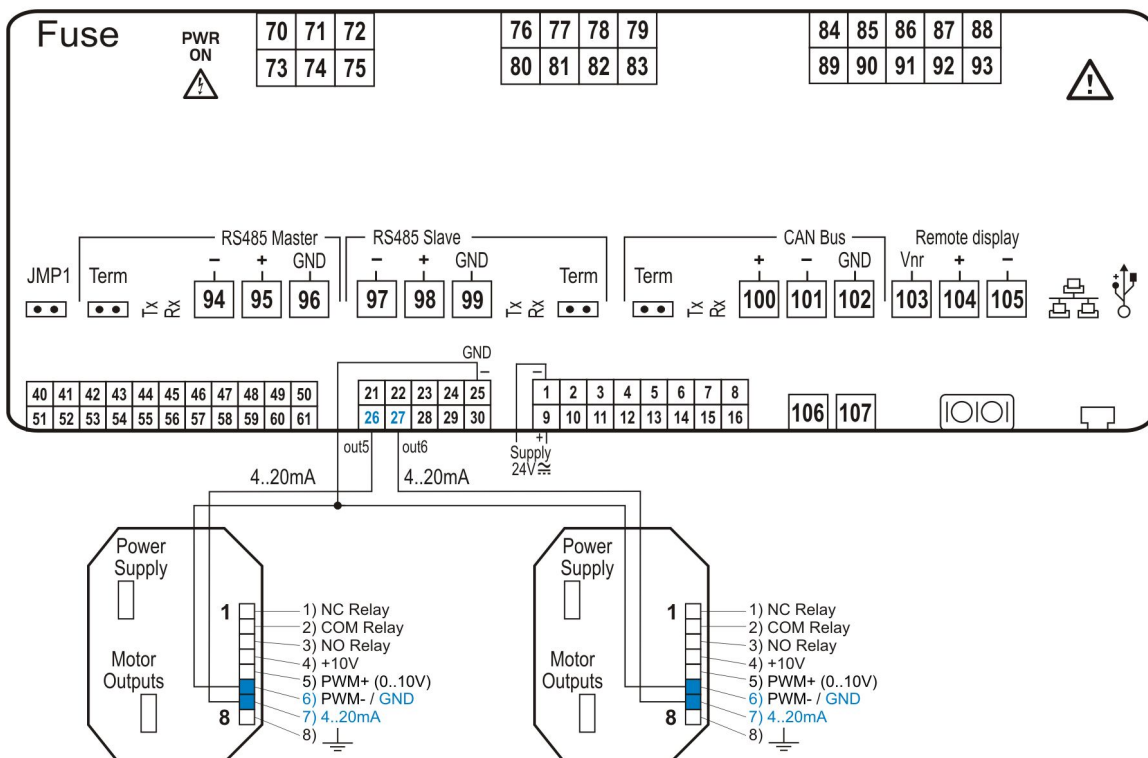 Fuse
PWR ON
70 71 72
73 74 75
76 77 78 79
80 81 82 83
84 85 86 87 88
89 90 91 92 93
RS485 Master
RS485 Slave
CAN Bus
Remote display
JMP1
Term
Tx
Rx
− + GND
94 95 96
− + GND
97 98 99
Tx
Rx
Term
Term
Tx
Rx
+ − GND
100 101 102
Vnr + −
103 104 105
GND
−
40 41 42 43 44 45 46 47 48 49 50
51 52 53 54 55 56 57 58 59 60 61
21 22 23 24 25
26 27 28 29 30
−
1 2 3 4 5 6 7 8
9 10 11 12 13 14 15 16
106 107
out5
out6
+
Supply
24V
4..20mA
4..20mA
Power
Supply
Motor
Outputs
1
8
1) NC Relay
2) COM Relay
3) NO Relay
4) +10V
5) PWM+ (0..10V)
6) PWM- / GND
7) 4..20mA
8)
Power
Supply
Motor
Outputs
1
8
1) NC Relay
2) COM Relay
3) NO Relay
4) +10V
5) PWM+ (0..10V)
6) PWM- / GND
7) 4..20mA
8)